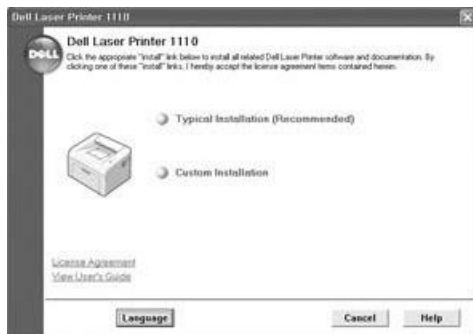 Dell Laser Printer 1110
DELL
Dell Laser Printer 1110
Click the appropriate "install" link below to install all related Dell Laser Printer software and documentation. By
clicking one of these "install" links, I hereby accept the license agreement items contained herein.
Typical Installation (Recommended)
Custom Installation
License Agreement
View User's Guide
Language
Cancel
Help